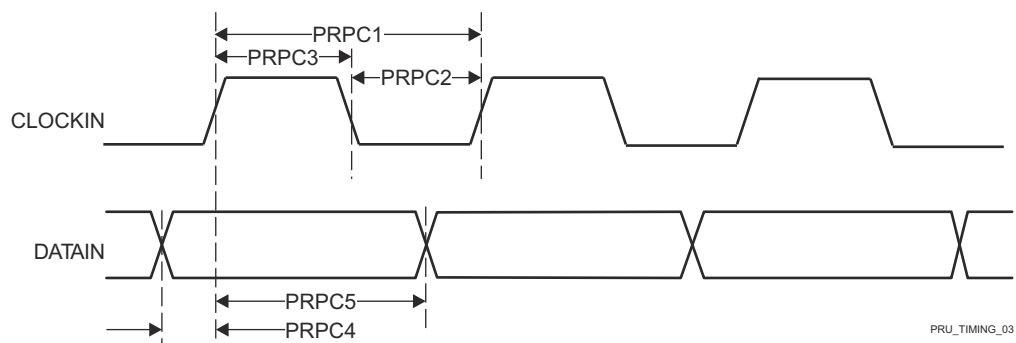 PRPC1
PRPC3
PRPC2
CLOCKIN
DATAIN
PRPC5
PRPC4
PRU_TIMING_03